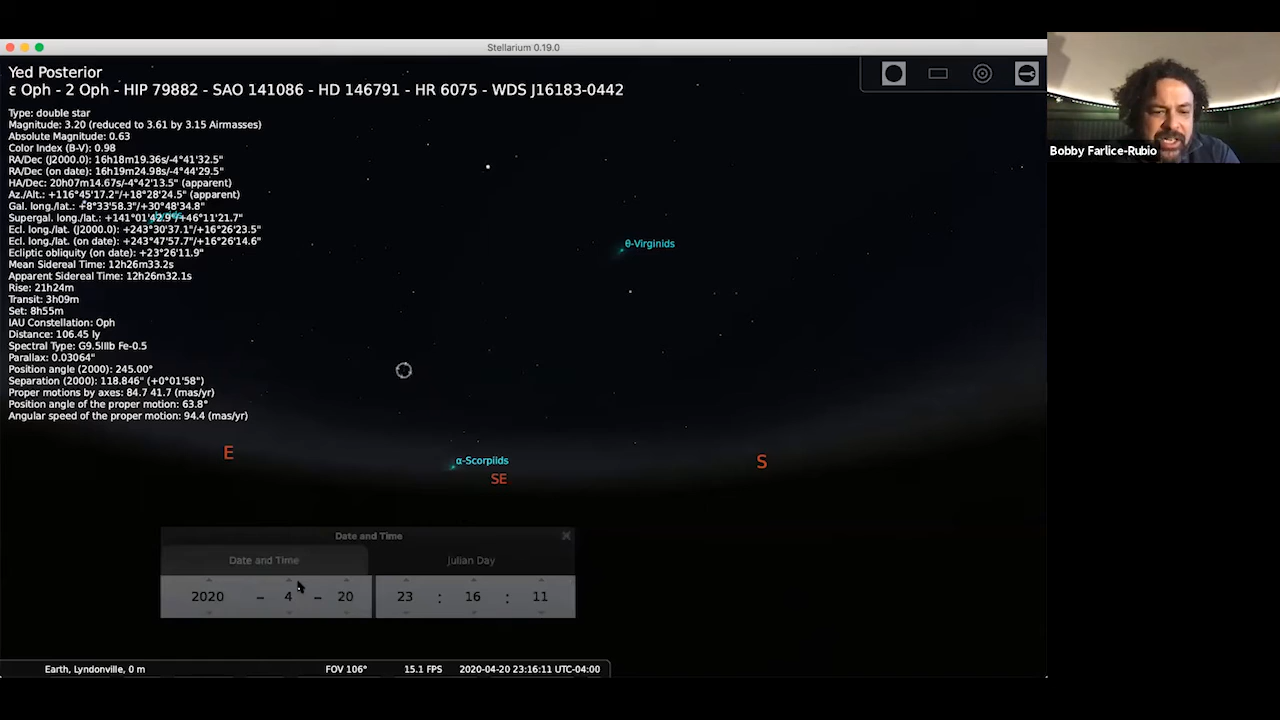 Stellarium 0.19.0
Yed Posterior
ε Oph - 2 Oph - HIP 79882 - SAO 141086 - HD 146791 - HR 6075 - WDS J16183-0442
Type: double star
Magnitude: 3.20 (reduced to 3.61 by 3.15 Airmasses)
Absolute Magnitude: 0.63
Color Index (B-V): 0.98
RA/Dec (J2000.0): 16h18m19.36s/-4°41'32.5"
RA/Dec (on date): 16h19m24.98s/-4°44'29.5"
HA/Dec: 20h07m14.67s/-4°42'13.5" (apparent)
Az./Alt.: +116°45'17.2"/+18°28'24.5" (apparent)
Gal. long./lat.: +8°33'58.3"/+30°48'34.8"
Supergal. long./lat.: +141°01'42.9"/+46°11'21.7"
Ecl. long./lat. (J2000.0): +243°30'37.1"/+16°26'23.5"
Ecl. long./lat. (on date): +243°47'57.7"/+16°26'14.6"
Ecliptic obliquity (on date): +23°26'11.9"
Mean Sidereal Time: 12h26m33.2s
Apparent Sidereal Time: 12h26m32.1s
Rise: 21h24m
Transit: 3h09m
Set: 8h55m
IAU Constellation: Oph
Distance: 106.45 ly
Spectral Type: G9.5IIIb Fe-0.5
Parallax: 0.03064"
Position angle (2000): 245.00°
Separation (2000): 118.846" (+0°01'58")
Proper motions by axes: 84.7 41.7 (mas/yr)
Position angle of the proper motion: 63.8°
Angular speed of the proper motion: 94.4 (mas/yr)
θ-Virginids
Bobby Farlice-Rubio
E
α-Scorpiids
SE
S
Date and Time
Date and Time Julian Day
2020 - 4 - 20 23 : 16 : 11
Earth, Lyndonville, 0 m FOV 106° 15.1 FPS 2020-04-20 23:16:11 UTC-04:00